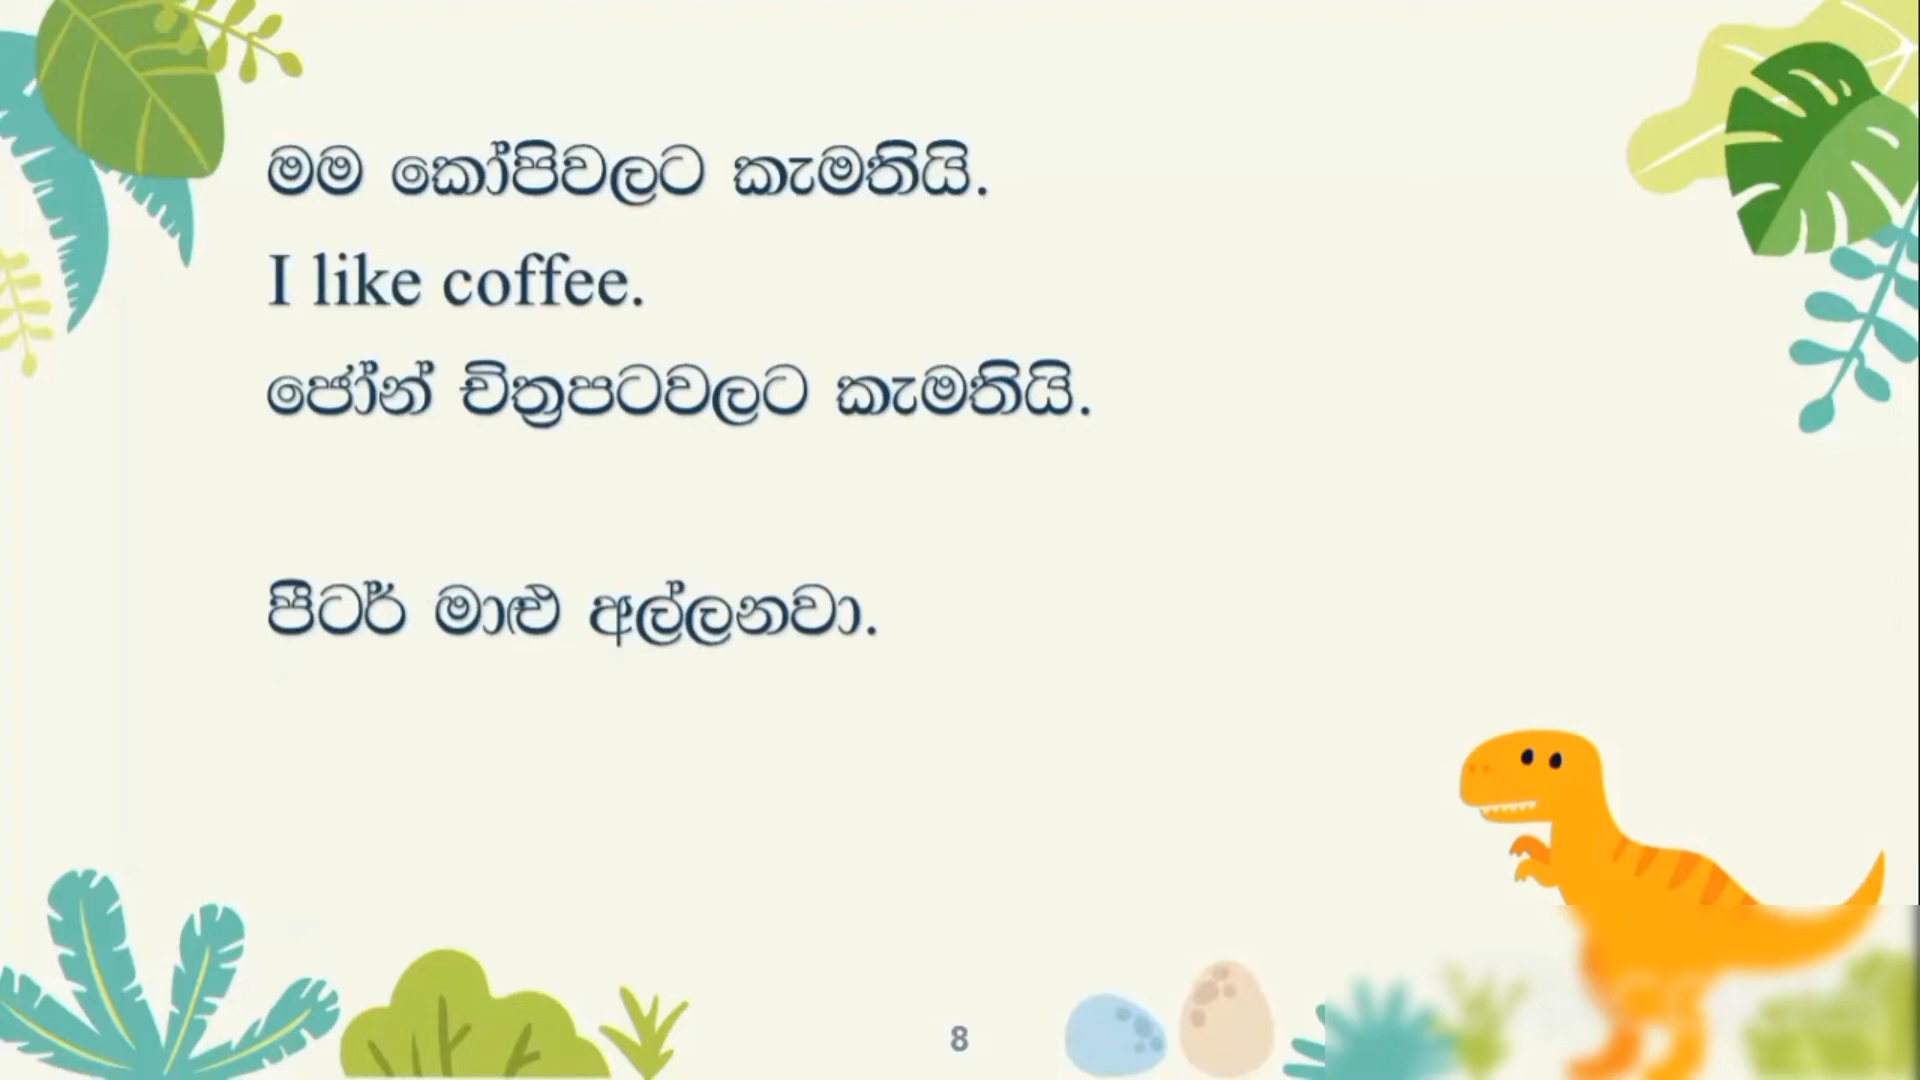 මම කෝපිවලට කැමතියි.
I like coffee.
ජෝන් චිත්‍රපටවලට කැමතියි.
පීටර් මාළු අල්ලනවා.
8